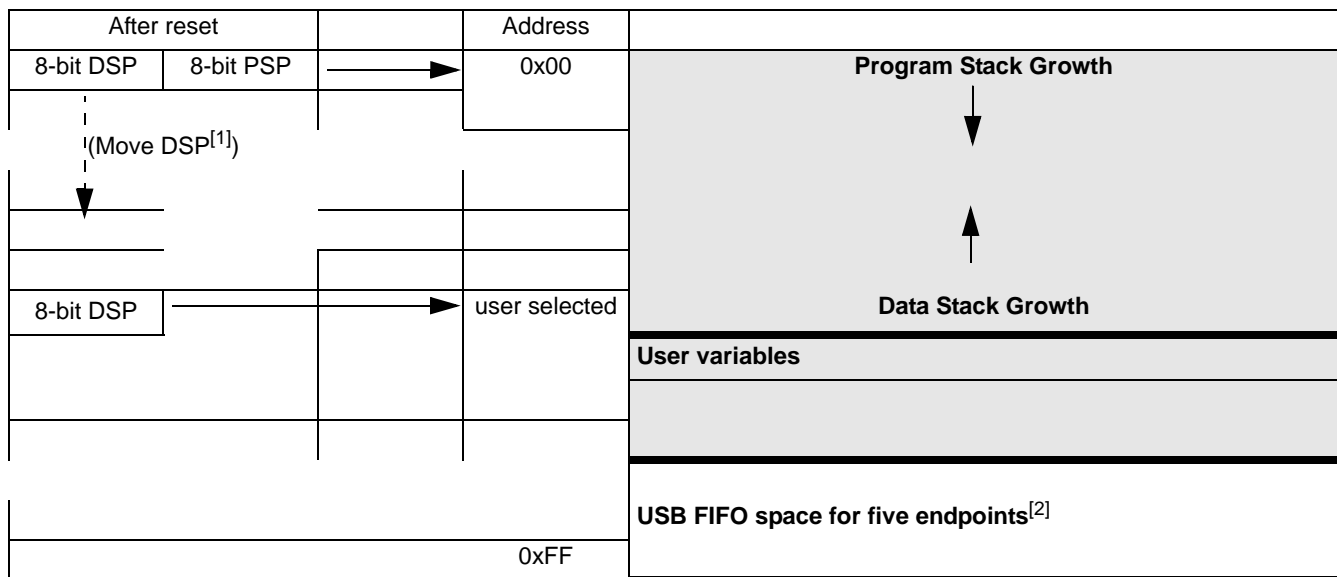 After reset Address
8-bit DSP 8-bit PSP 0x00 Program Stack Growth
(Move DSP[1])
8-bit DSP user selected Data Stack Growth
User variables
USB FIFO space for five endpoints[2]
0xFF